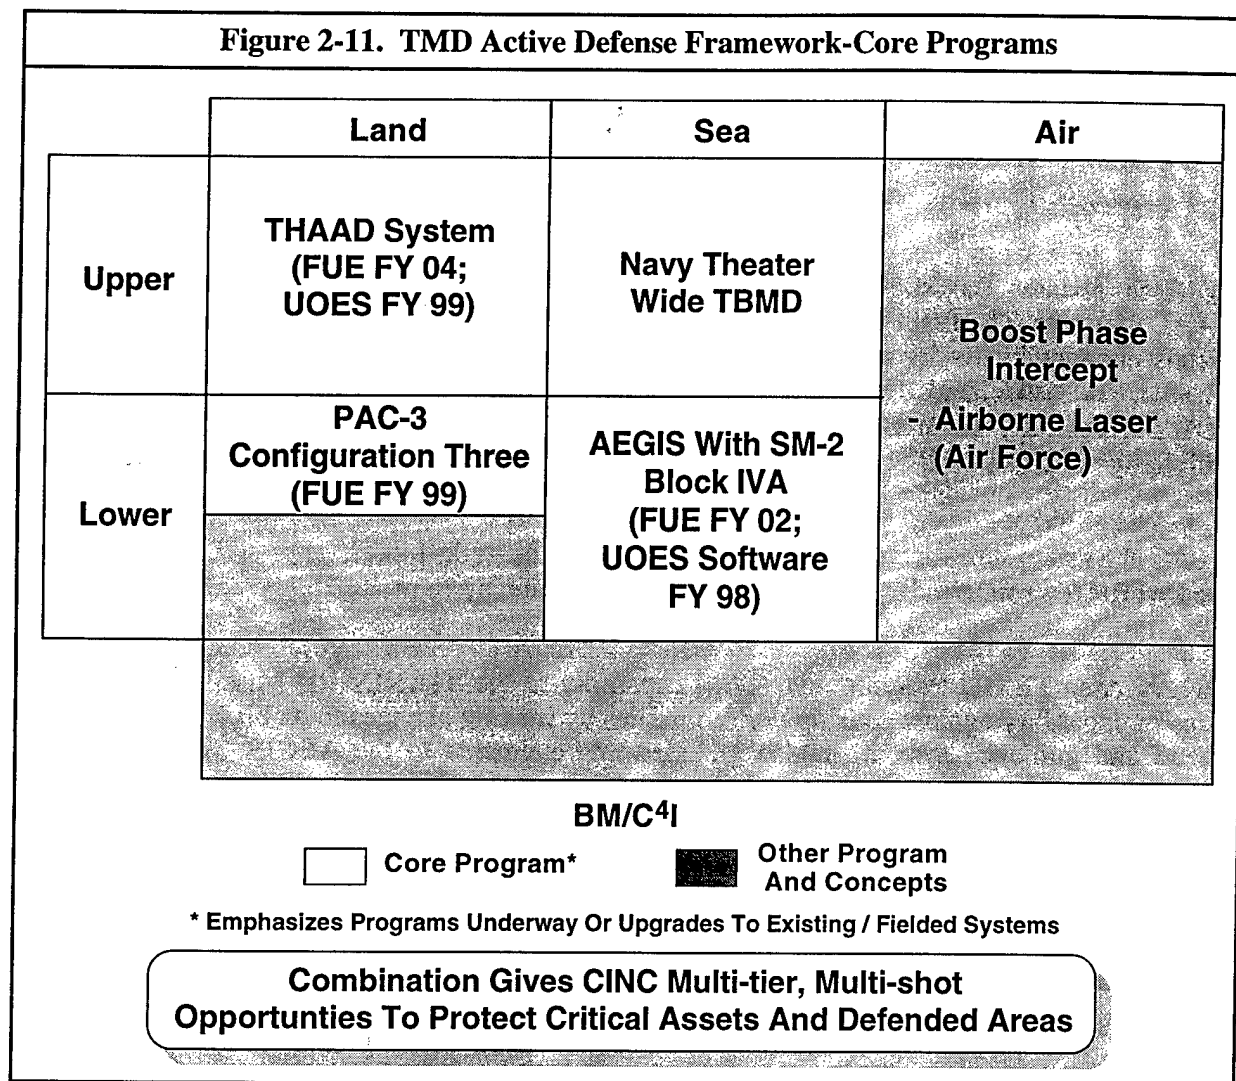 Figure 2-11. TMD Active Defense Framework-Core Programs
Land
Sea
Air
Upper
THAAD System
(FUE FY 04;
UOES FY 99)
Navy Theater
Wide TBMD
Boost Phase
Intercept
- Airborne Laser
(Air Force)
Lower
PAC-3
Configuration Three
(FUE FY 99)
AEGIS With SM-2
Block IVA
(FUE FY 02;
UOES Software
FY 98)
BM/C4I
Core Program*
Other Program
And Concepts
* Emphasizes Programs Underway Or Upgrades To Existing / Fielded Systems
Combination Gives CINC Multi-tier, Multi-shot
Opportunties To Protect Critical Assets And Defended Areas